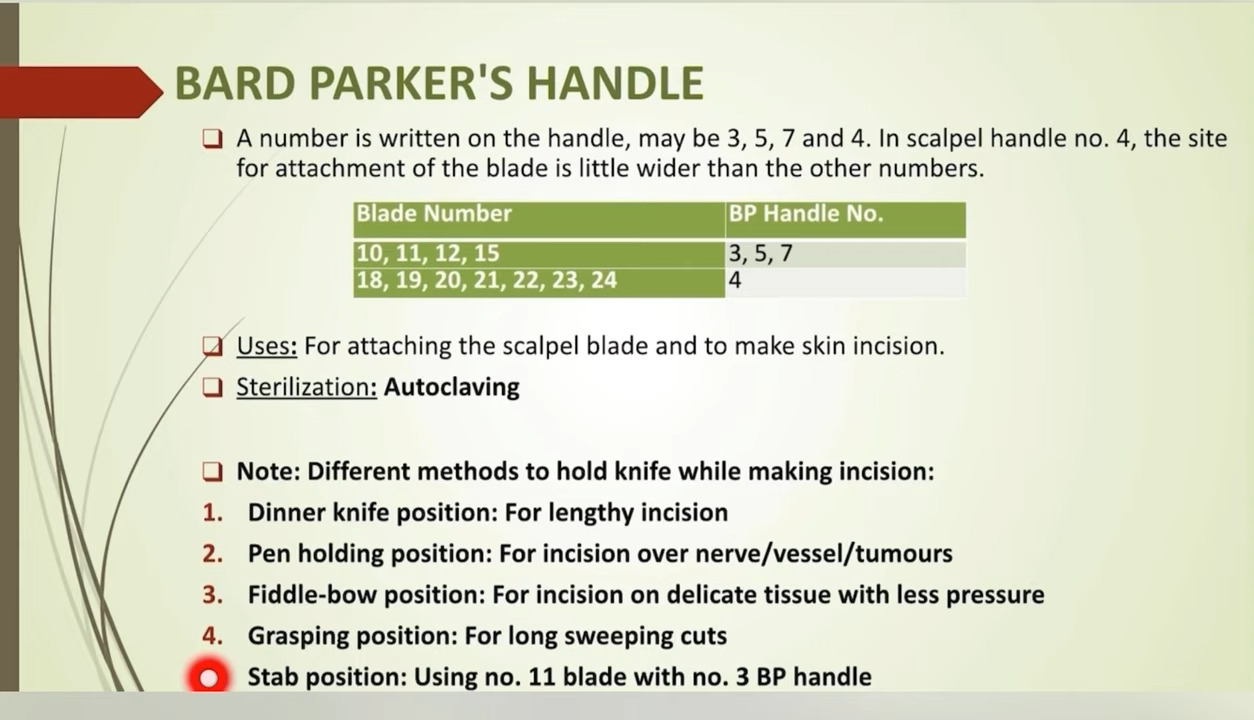 BARD PARKER'S HANDLE
A number is written on the handle, may be 3, 5, 7 and 4. In scalpel handle no. 4, the site
for attachment of the blade is little wider than the other numbers.
Blade Number BP Handle No.
10, 11, 12, 15 3, 5, 7
18, 19, 20, 21, 22, 23, 24 4
Uses: For attaching the scalpel blade and to make skin incision.
Sterilization: Autoclaving
Note: Different methods to hold knife while making incision:
1. Dinner knife position: For lengthy incision
2. Pen holding position: For incision over nerve/vessel/tumours
3. Fiddle-bow position: For incision on delicate tissue with less pressure
4. Grasping position: For long sweeping cuts
Stab position: Using no. 11 blade with no. 3 BP handle